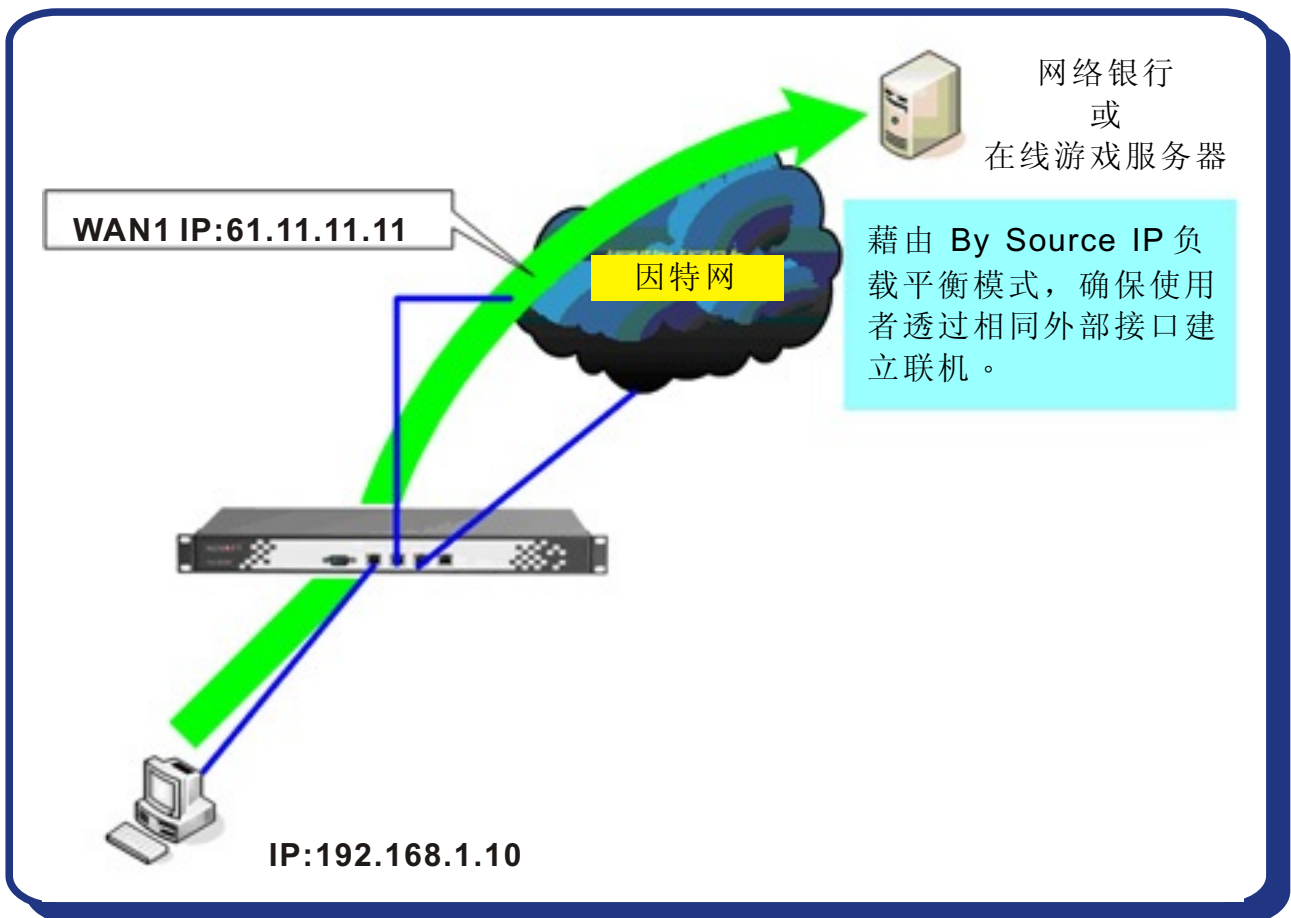 网络银行
或
在线游戏服务器
WAN1 IP:61.11.11.11
因特网
藉由 By Source IP 负
载平衡模式，确保使用
者透过相同外部接口建
立联机。
IP:192.168.1.10